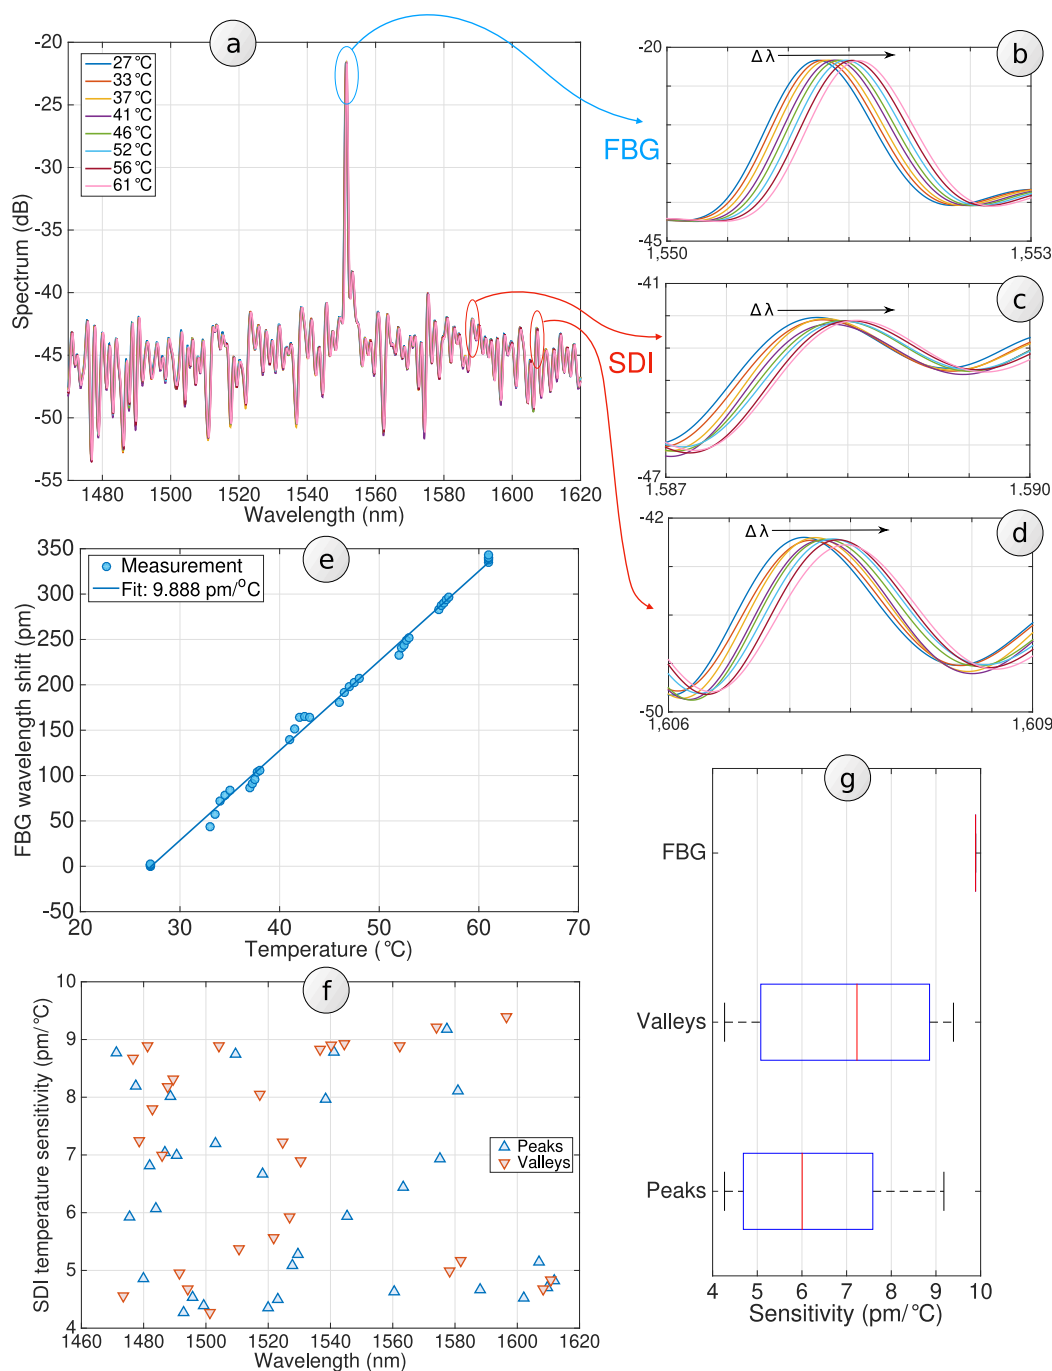 a
-20
-25
-30
-35
-40
-45
-50
-55
Spectrum (dB)
27°C
33°C
37°C
41°C
46°C
52°C
56°C
61°C
1480
1500
1520
1540
1560
1580
1600
1620
Wavelength (nm)
FBG
SDI
b
-20
-45
Δλ
1,550
1,553
c
-41
-47
Δλ
1,587
1,590
d
-42
-50
Δλ
1,606
1,609
e
350
300
250
200
150
100
50
0
-50
FBG wavelength shift (pm)
Measurement
Fit: 9.888 pm/°C
20
30
40
50
60
70
Temperature (°C)
f
10
9
8
7
6
5
4
SDI temperature sensitivity (pm/°C)
Peaks
Valleys
1460
1480
1500
1520
1540
1560
1580
1600
1620
Wavelength (nm)
g
FBG
Valleys
Peaks
4
5
6
7
8
9
10
Sensitivity (pm/°C)